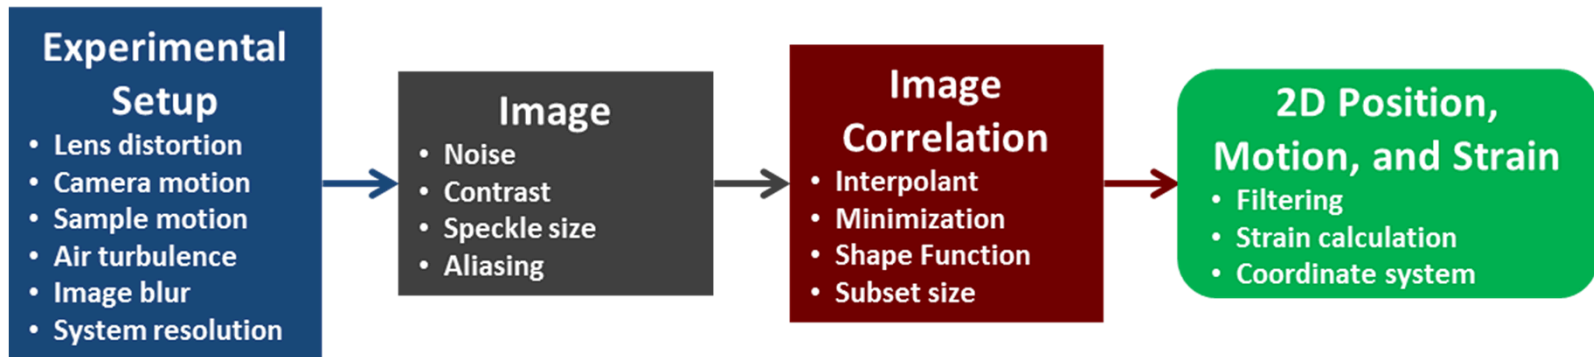 Experimental
Setup
• Lens distortion
• Camera motion
• Sample motion
• Air turbulence
• Image blur
• System resolution
Image
• Noise
• Contrast
• Speckle size
• Aliasing
Image
Correlation
• Interpolant
• Minimization
• Shape Function
• Subset size
2D Position,
Motion, and Strain
• Filtering
• Strain calculation
• Coordinate system